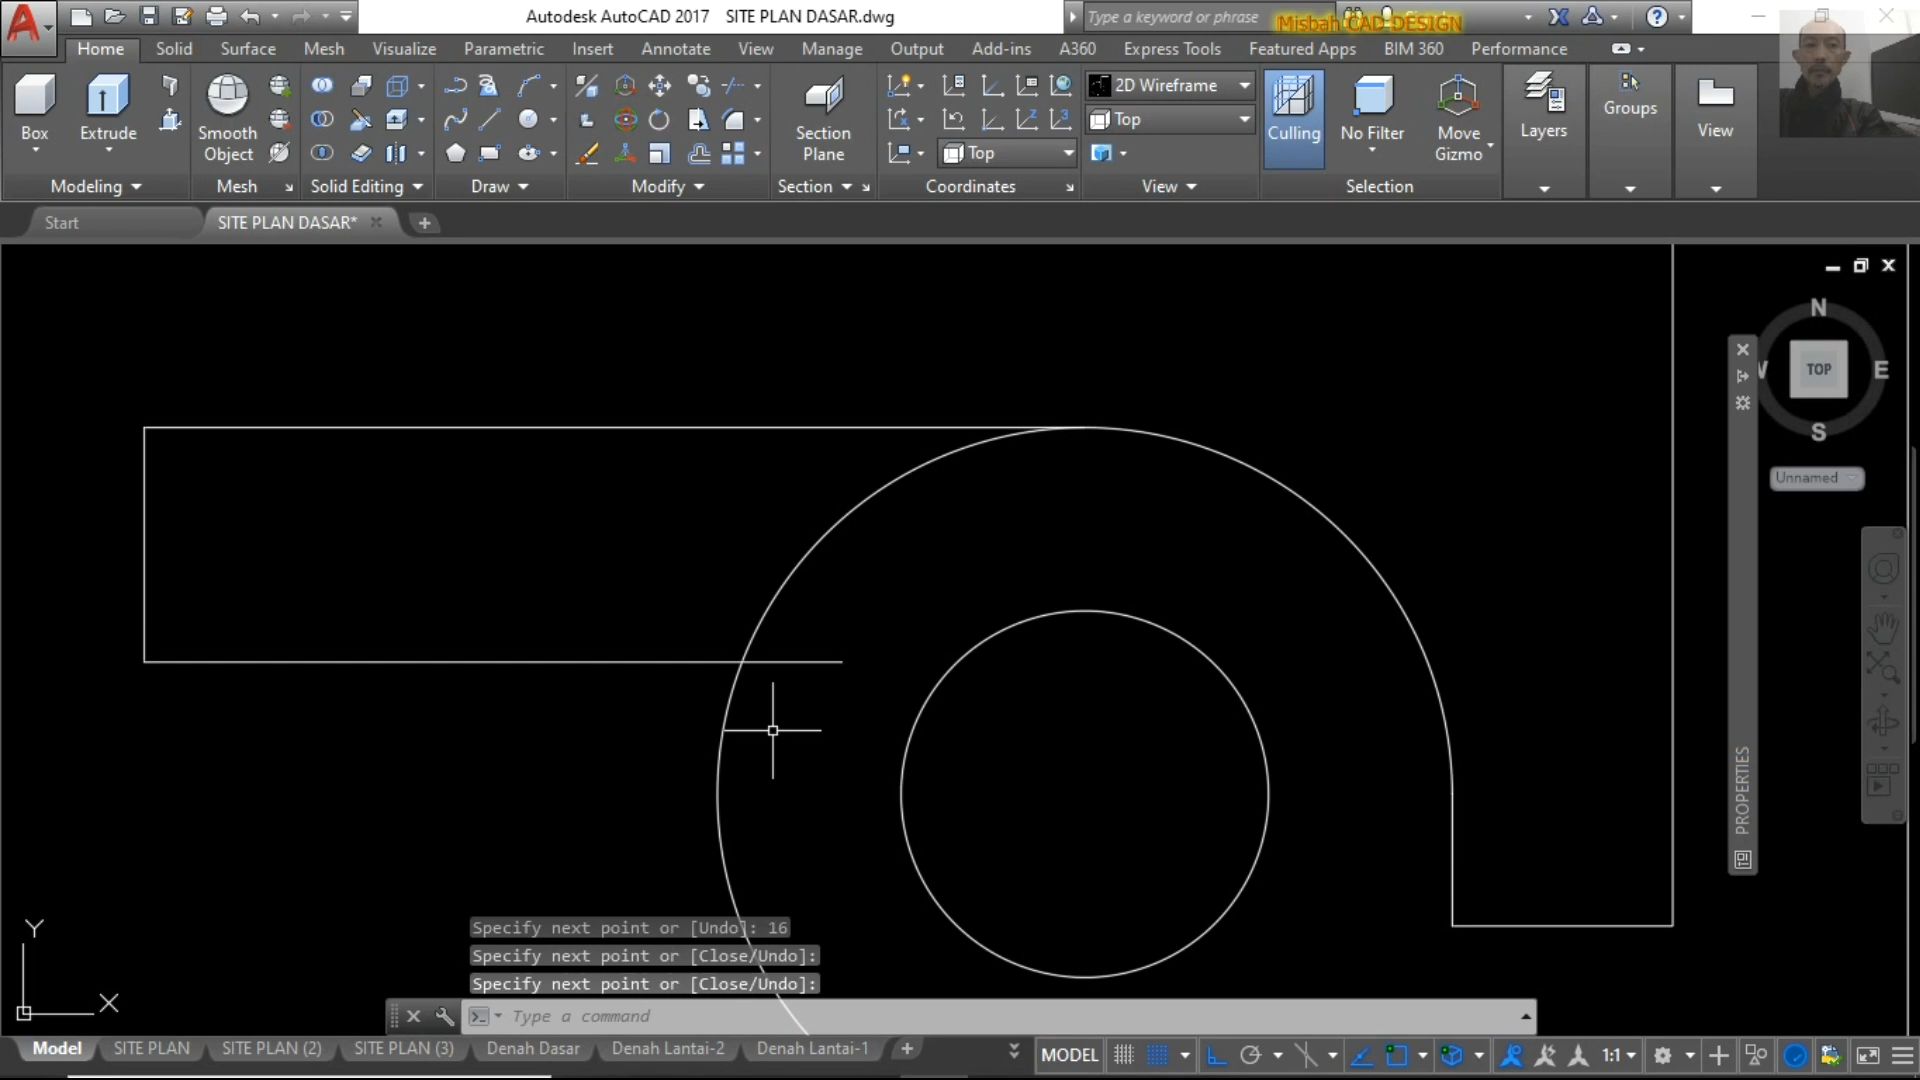 Autodesk AutoCAD 2017 SITE PLAN DASAR.dwg
Type a keyword or phrase
Misbah CAD DESIGN
Home Solid Surface Mesh Visualize Parametric Insert Annotate View Manage Output Add-ins A360 Express Tools Featured Apps BIM 360 Performance
Box
Extrude
Smooth
Object
Section
Plane
Top
2D Wireframe
Top
Culling
No Filter
Move
Gizmo
Layers
Groups
View
Modeling Mesh Solid Editing Draw Modify Section Coordinates View Selection
Start
SITE PLAN DASAR*
N
TOP
E
S
Unnamed
PROPERTIES
Y
X
Specify next point or [Undo]: 16
Specify next point or [Close/Undo]:
Specify next point or [Close/Undo]:
Type a command
Model SITE PLAN SITE PLAN (2) SITE PLAN (3) Denah Dasar Denah Lantai-2 Denah Lantai-1
MODEL
1:1